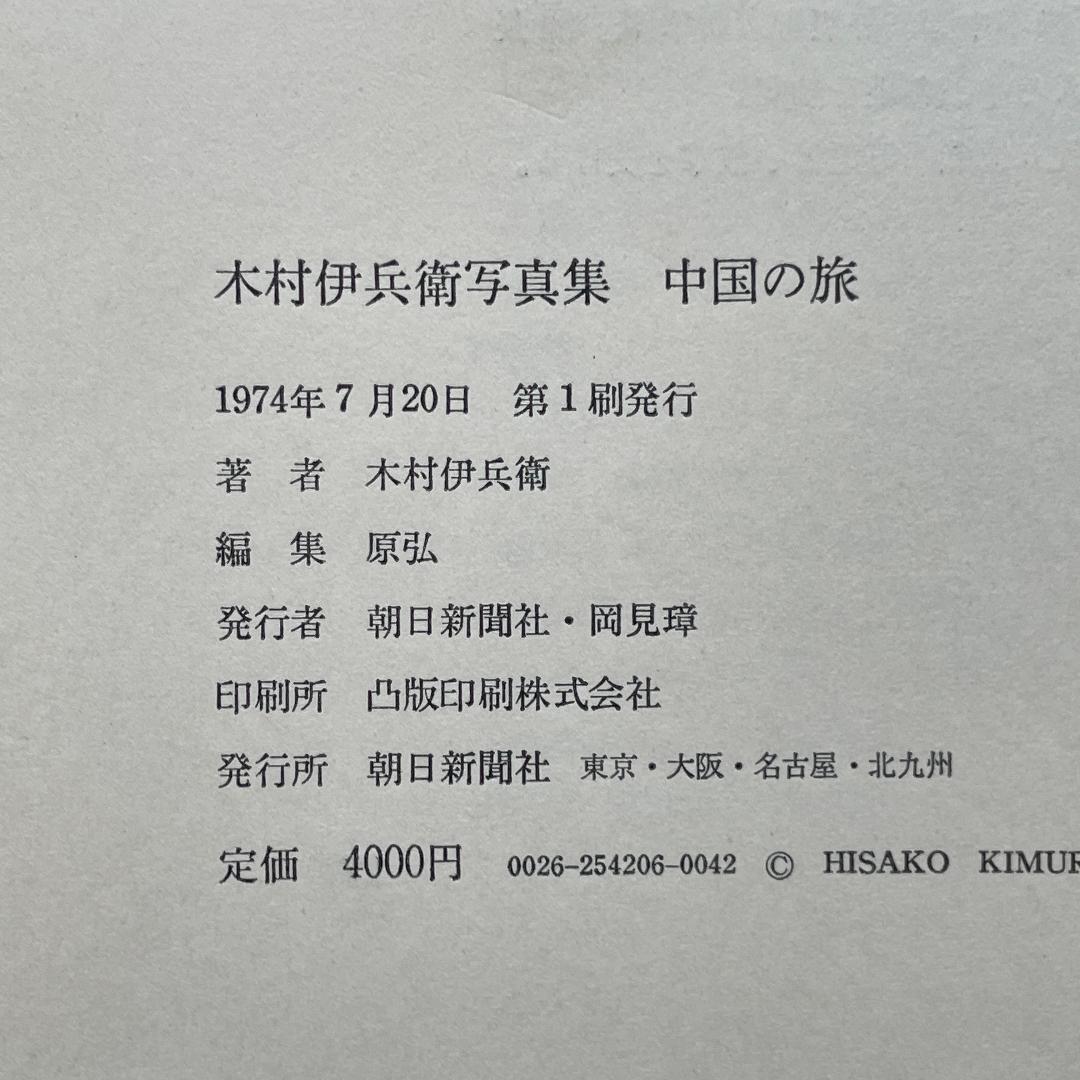 木村伊兵衛写真集　中国の旅
1974年7月20日　第1刷発行
著　者　木村伊兵衛
編　集　原弘
発行者　朝日新聞社・岡見璋
印刷所　凸版印刷株式会社
発行所　朝日新聞社　東京・大阪・名古屋・北九州
定価　4000円　0026-254206-0042　© HISAKO KIMUR